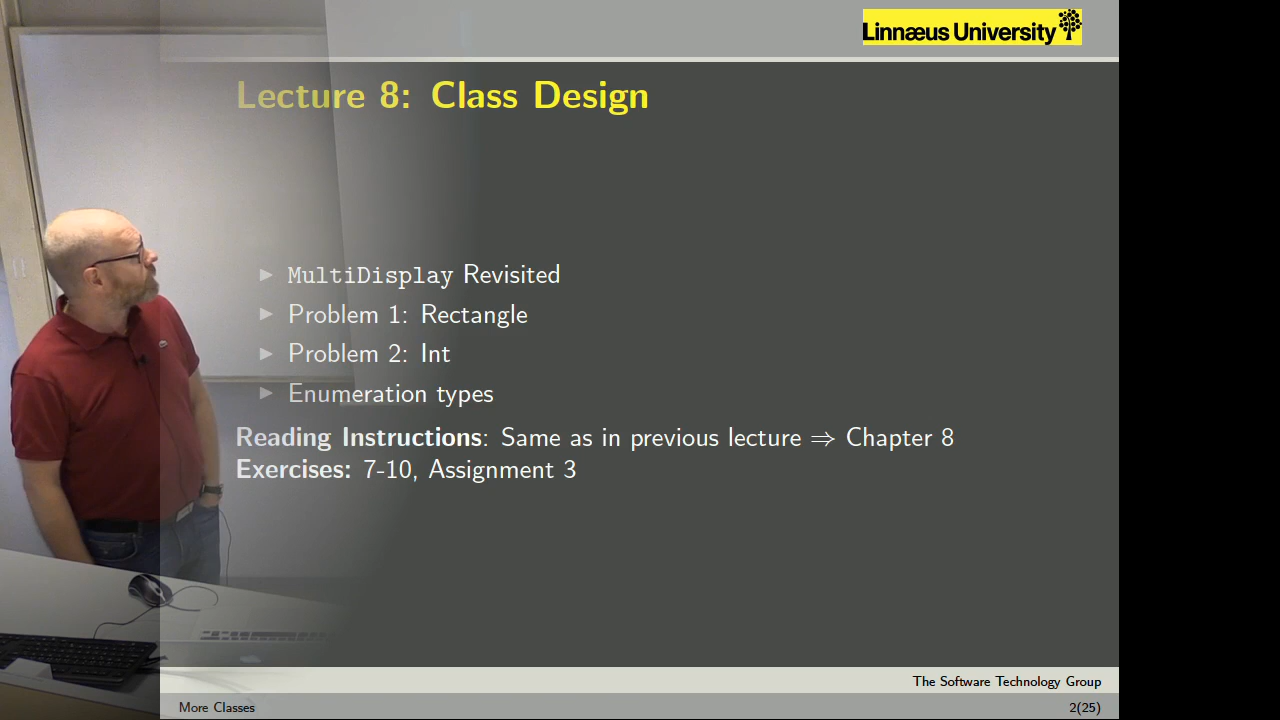 Linnæus University
Lecture 8: Class Design
MultiDisplay Revisited
Problem 1: Rectangle
Problem 2: Int
Enumeration types
Reading Instructions: Same as in previous lecture ⇒ Chapter 8
Exercises: 7-10, Assignment 3
The Software Technology Group
More Classes 2(25)